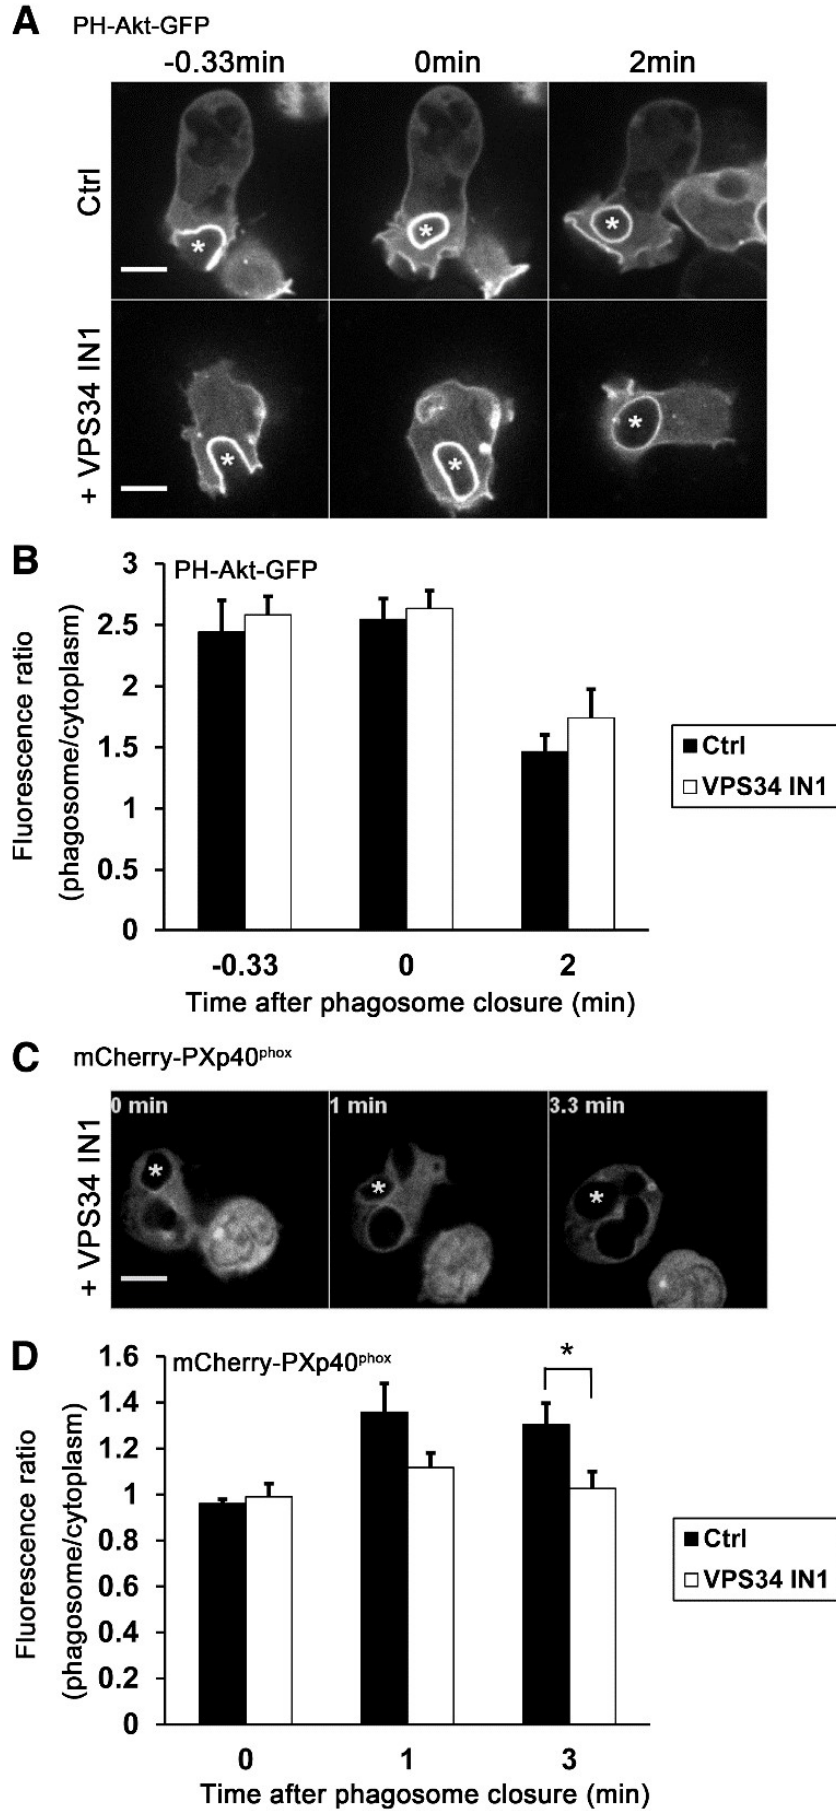 A PH-Akt-GFP
-0.33min 0min 2min
Ctrl
* * *
+ VPS34 IN1
* * *
B
PH-Akt-GFP
Fluorescence ratio
(phagosome/cytoplasm)
3
2.5
2
1.5
1
0.5
0
-0.33 0 2
Time after phagosome closure (min)
Ctrl
VPS34 IN1
C mCherry-PXp40phox
+ VPS34 IN1
0 min 1 min 3.3 min
* * *
D
mCherry-PXp40phox
Fluorescence ratio
(phagosome/cytoplasm)
1.6
1.4
1.2
1
0.8
0.6
0.4
0.2
0
*
0 1 3
Time after phagosome closure (min)
Ctrl
VPS34 IN1